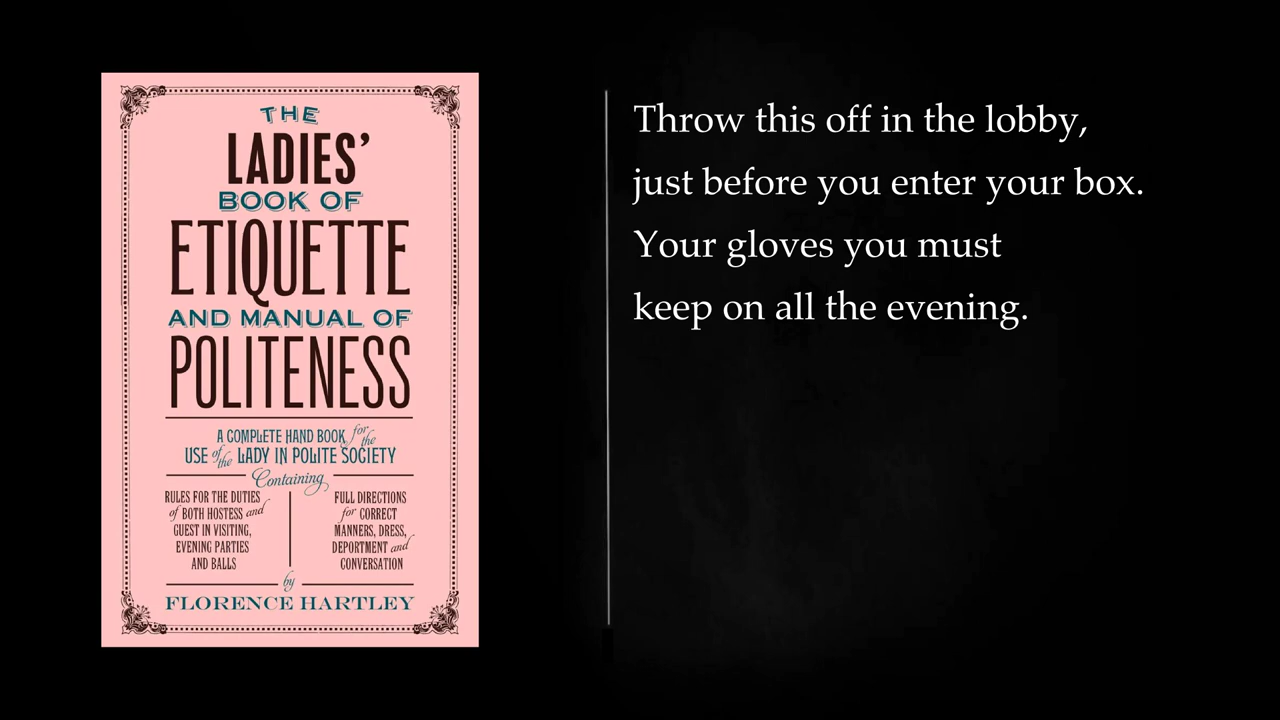 THE
LADIES'
BOOK OF
ETIQUETTE
AND MANUAL OF
POLITENESS
A COMPLETE HAND BOOK for the
USE of the LADY IN POLITE SOCIETY
Containing
RULES FOR THE DUTIES
of BOTH HOSTESS and
GUEST IN VISITING,
EVENING PARTIES
AND BALLS
FULL DIRECTIONS
for CORRECT
MANNERS, DRESS,
DEPORTMENT and
CONVERSATION
by
FLORENCE HARTLEY
Throw this off in the lobby,
just before you enter your box.
Your gloves you must
keep on all the evening.